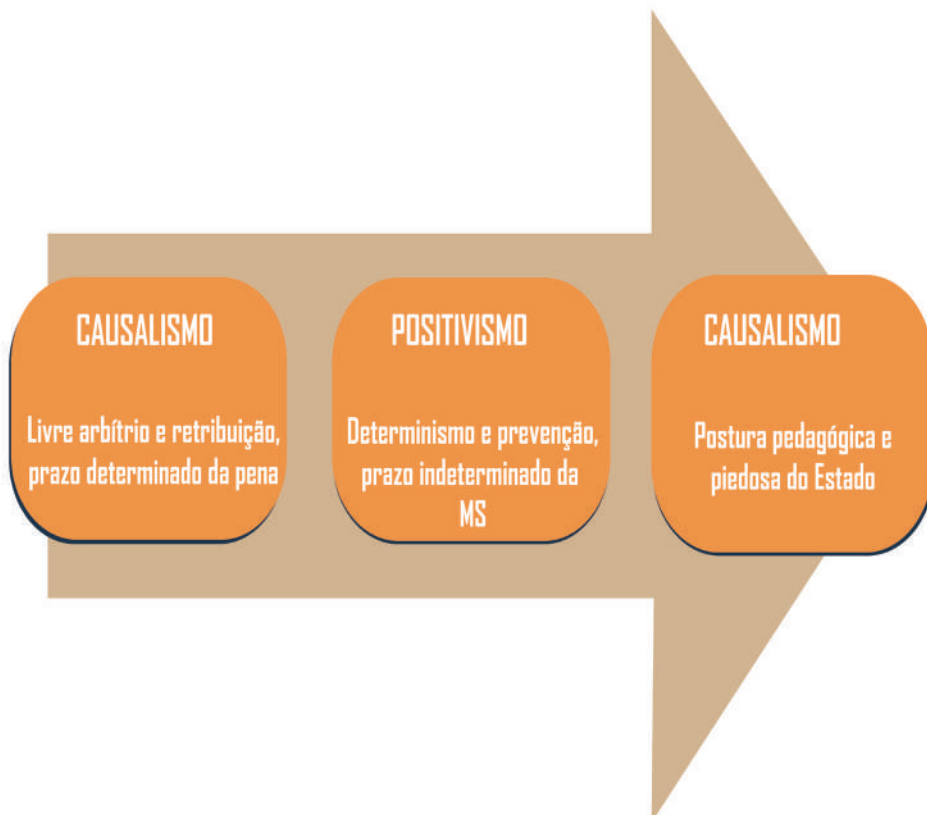 CAUSALISMO
Livre arbítrio e retribuição,
prazo determinado da pena
POSITIVISMO
Determinismo e prevenção,
prazo indeterminado da
MS
CAUSALISMO
Postura pedagógica e
piedosa do Estado